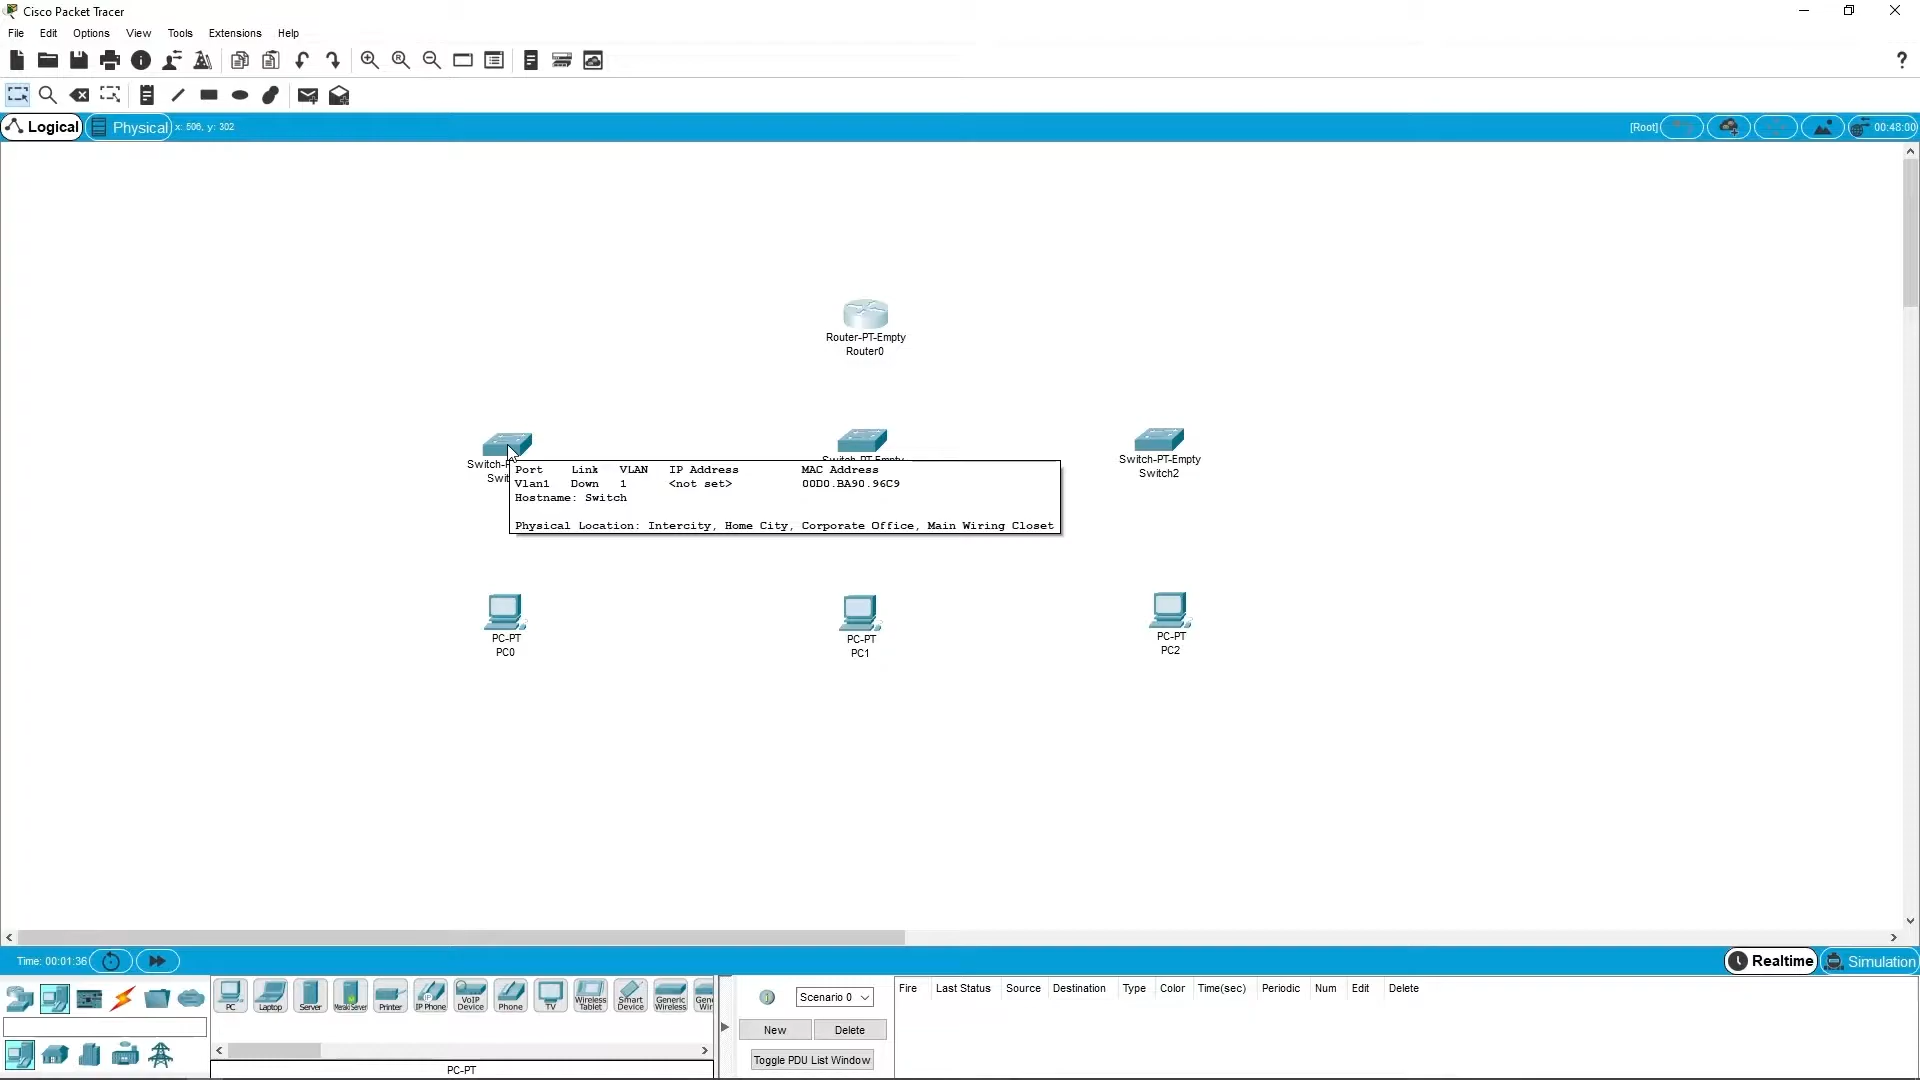 Cisco Packet Tracer
File Edit Options View Tools Extensions Help
?
Logical Physical x: 506, y: 302 [Root] 00:48:00
Router-PT-Empty
Router0
Switch-PT-Empty
Switch2
Port Link VLAN IP Address MAC Address
Vlan1 Down 1 <not set> 00D0.BA90.96C9
Hostname: Switch
Physical Location: Intercity, Home City, Corporate Office, Main Wiring Closet
PC-PT
PC0
PC-PT
PC1
PC-PT
PC2
Time: 00:01:36 Realtime Simulation
PC Laptop Server Meraki Server Printer IP Phone VoIP Device Phone TV Wireless Tablet Smart Device Generic Wireless
PC-PT
Scenario 0
New Delete
Toggle PDU List Window
Fire Last Status Source Destination Type Color Time(sec) Periodic Num Edit Delete